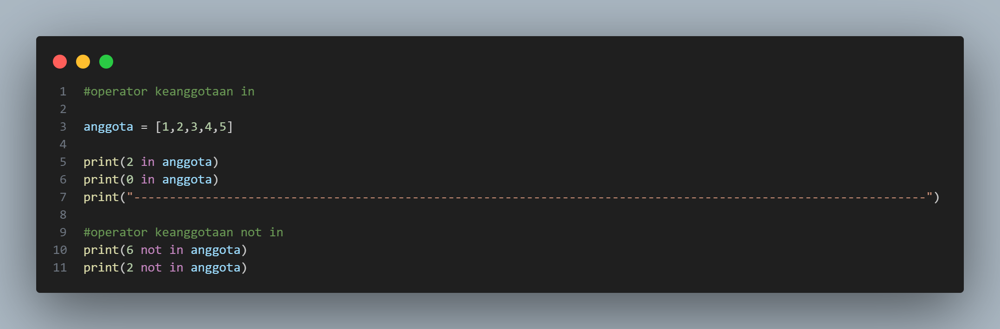 1 #operator keanggotaan in
2
3 anggota = [1,2,3,4,5]
4
5 print(2 in anggota)
6 print(0 in anggota)
7 print("---------------------------------------------------------------------------------------------------------------")
8
9 #operator keanggotaan not in
10 print(6 not in anggota)
11 print(2 not in anggota)